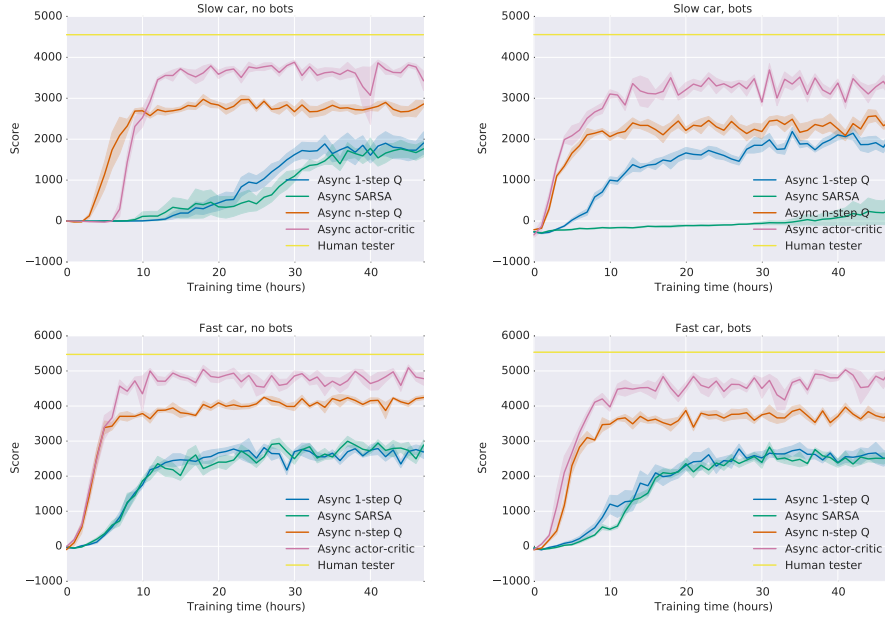 Slow car, no bots
5000
4000
3000
2000
1000
0
−1000
Score
0 10 20 30 40
Training time (hours)
Async 1-step Q
Async SARSA
Async n-step Q
Async actor-critic
Human tester
Slow car, bots
5000
4000
3000
2000
1000
0
−1000
Score
0 10 20 30 40
Training time (hours)
Async 1-step Q
Async SARSA
Async n-step Q
Async actor-critic
Human tester
Fast car, no bots
6000
5000
4000
3000
2000
1000
0
−1000
Score
0 10 20 30 40
Training time (hours)
Async 1-step Q
Async SARSA
Async n-step Q
Async actor-critic
Human tester
Fast car, bots
6000
5000
4000
3000
2000
1000
0
−1000
Score
0 10 20 30 40
Training time (hours)
Async 1-step Q
Async SARSA
Async n-step Q
Async actor-critic
Human tester